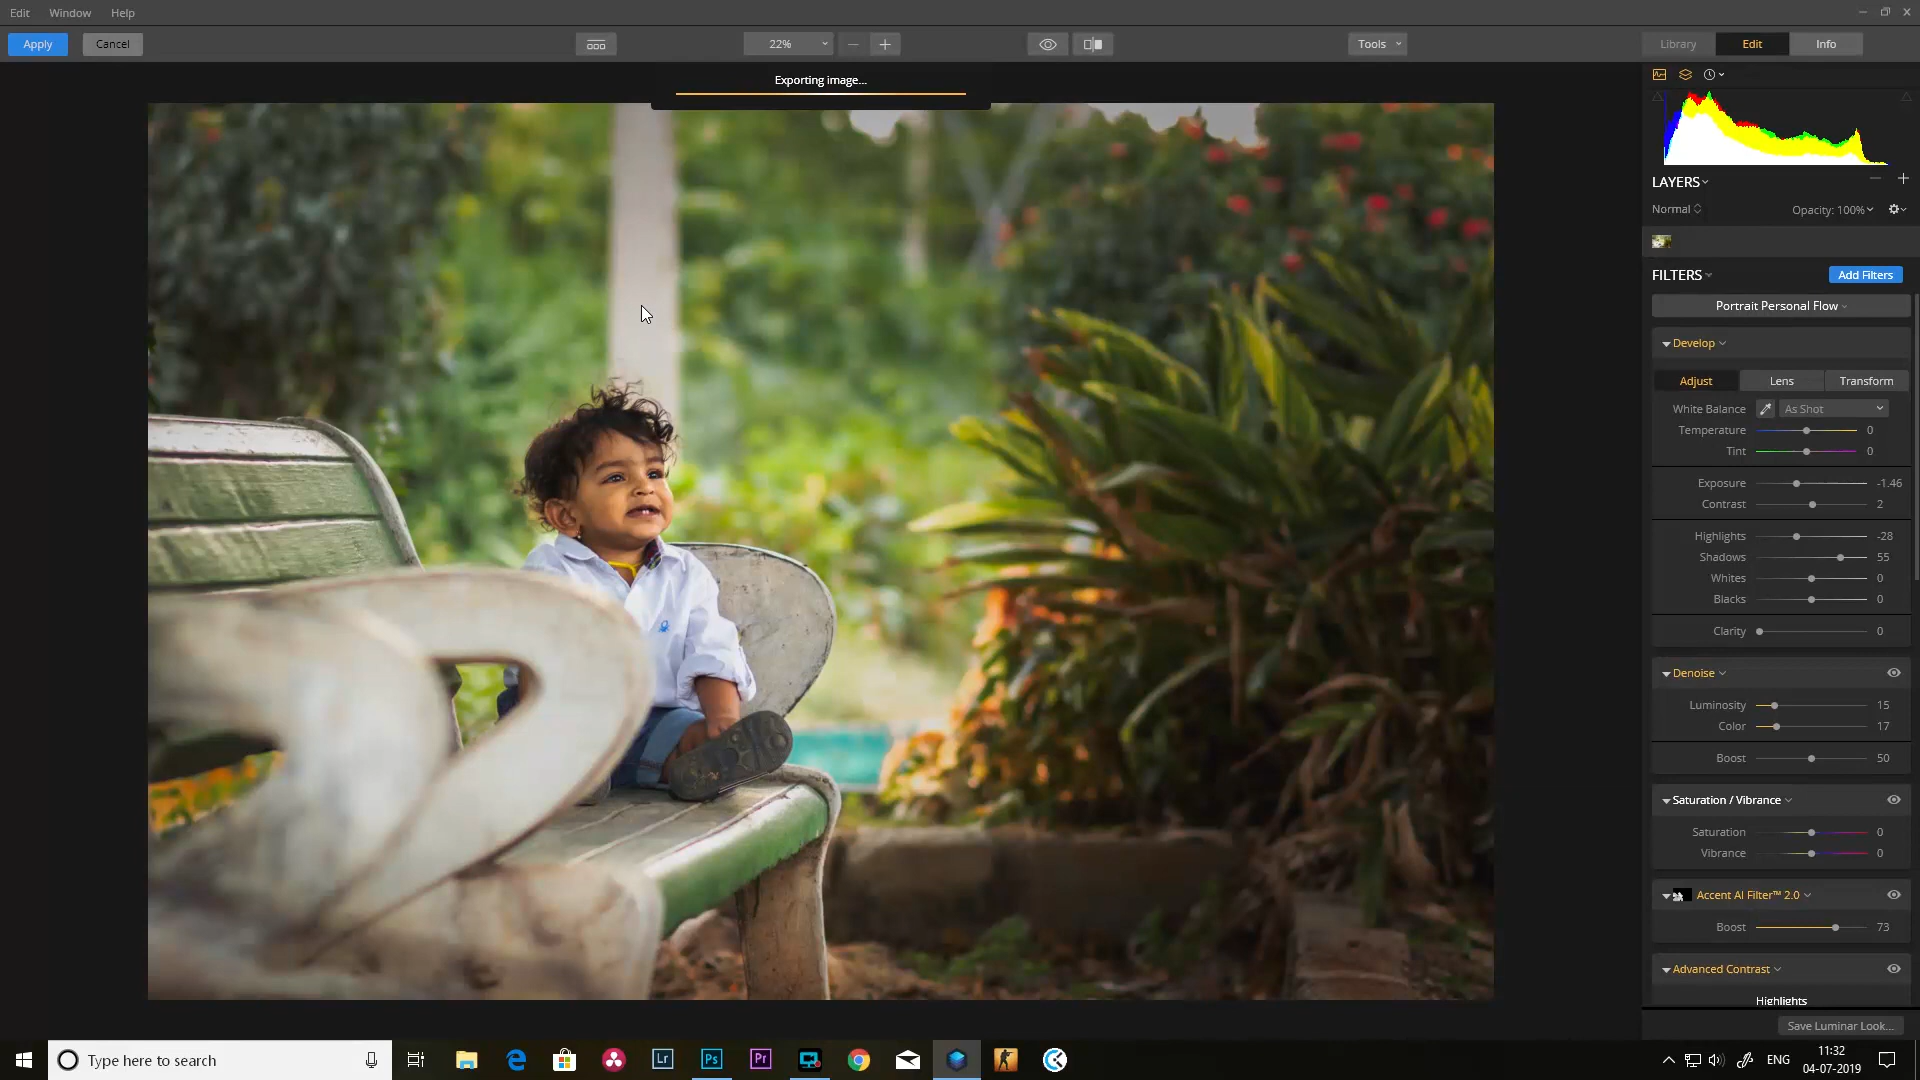 Edit Window Help
Apply Cancel 22% Tools Library Edit Info
Exporting image...
LAYERS
Normal Opacity: 100%
FILTERS Add Filters
Portrait Personal Flow
Develop
Adjust Lens Transform
White Balance As Shot
Temperature 0
Tint 0
Exposure -1.46
Contrast 2
Highlights -28
Shadows 55
Whites 0
Blacks 0
Clarity 0
Denoise
Luminosity 15
Color 17
Boost 50
Saturation / Vibrance
Saturation 0
Vibrance 0
Accent AI Filter™ 2.0
Boost 73
Advanced Contrast
Highlights
Save Luminar Look...
Type here to search Lr Ps Pr ENG 11:32
04-07-2019